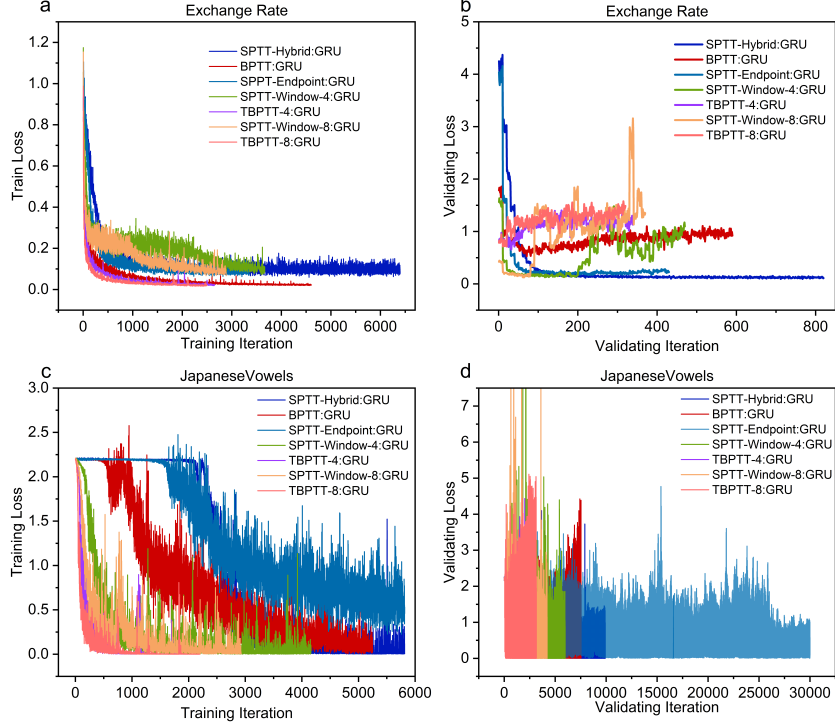 a
Exchange Rate
Train Loss
1.2
1.0
0.8
0.6
0.4
0.2
0.0
SPTT-Hybrid:GRU
BPTT:GRU
SPPT-Endpoint:GRU
SPTT-Window-4:GRU
TBPTT-4:GRU
SPTT-Window-8:GRU
TBPTT-8:GRU
0 1000 2000 3000 4000 5000 6000
Training Iteration
b
Exchange Rate
Validating Loss
5
4
3
2
1
0
SPTT-Hybrid:GRU
BPTT:GRU
SPPT-Endpoint:GRU
SPTT-Window-4:GRU
TBPTT-4:GRU
SPTT-Window-8:GRU
TBPTT-8:GRU
0 200 400 600 800
Validating Iteration
c
JapaneseVowels
Training Loss
3.0
2.5
2.0
1.5
1.0
0.5
0.0
SPTT-Hybrid:GRU
BPTT:GRU
SPTT-Endpoint:GRU
SPTT-Window-4:GRU
TBPTT-4:GRU
SPTT-Window-8:GRU
TBPTT-8:GRU
0 1000 2000 3000 4000 5000 6000
Training Iteration
d
JapaneseVowels
Validating Loss
7
6
5
4
3
2
1
0
SPTT-Hybrid:GRU
BPTT:GRU
SPTT-Endpoint:GRU
SPTT-Window-4:GRU
TBPTT-4:GRU
SPTT-Window-8:GRU
TBPTT-8:GRU
0 5000 10000 15000 20000 25000 30000
Validating Iteration